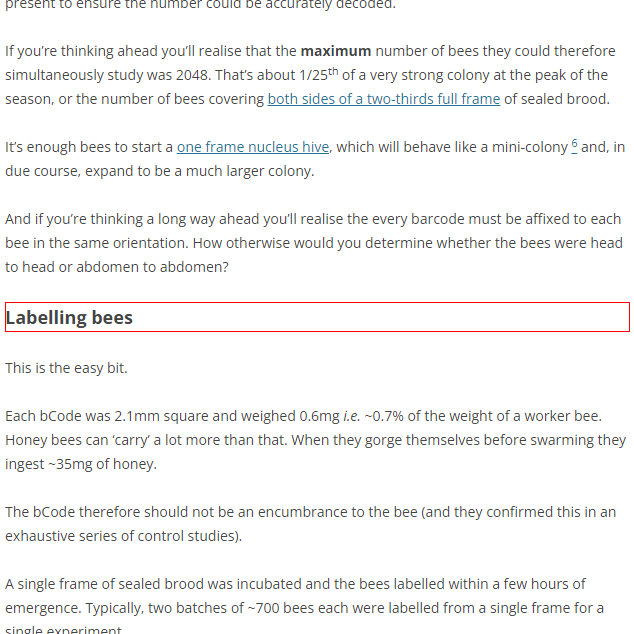 present to ensure the number could be accurately decoded.
If you're thinking ahead you'll realise that the maximum number of bees they could therefore
simultaneously study was 2048. That's about 1/25th of a very strong colony at the peak of the
season, or the number of bees covering both sides of a two-thirds full frame of sealed brood.
It's enough bees to start a one frame nucleus hive, which will behave like a mini-colony 6 and, in
due course, expand to be a much larger colony.
And if you're thinking a long way ahead you'll realise the every barcode must be affixed to each
bee in the same orientation. How otherwise would you determine whether the bees were head
to head or abdomen to abdomen?
Labelling bees
This is the easy bit.
Each bCode was 2.1mm square and weighed 0.6mg i.e. ~0.7% of the weight of a worker bee.
Honey bees can 'carry' a lot more than that. When they gorge themselves before swarming they
ingest ~35mg of honey.
The bCode therefore should not be an encumbrance to the bee (and they confirmed this in an
exhaustive series of control studies).
A single frame of sealed brood was incubated and the bees labelled within a few hours of
emergence. Typically, two batches of ~700 bees each were labelled from a single frame for a
single experiment.